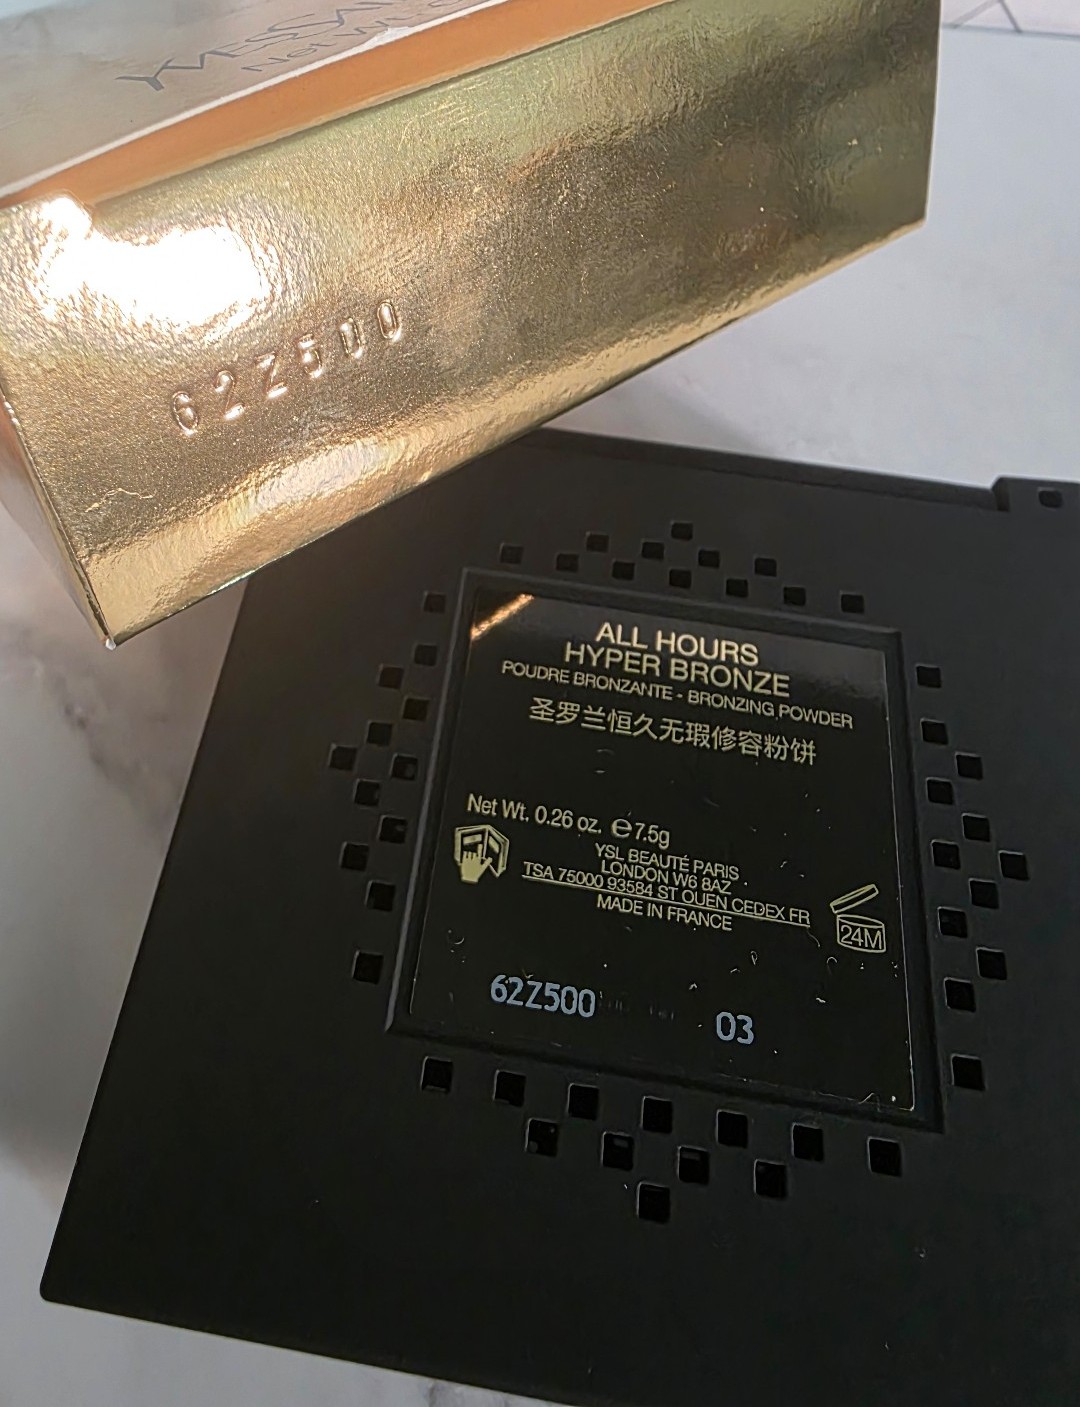 62Z500
ALL HOURS
HYPER BRONZE
POUDRE BRONZANTE - BRONZING POWDER
圣罗兰恒久无瑕修容粉饼
Net Wt. 0.26 oz. ℮ 7.5g
YSL BEAUTÉ PARIS
LONDON W6 8AZ
TSA 75000 93584 ST OUEN CEDEX FR
MADE IN FRANCE
24M
62Z500 03